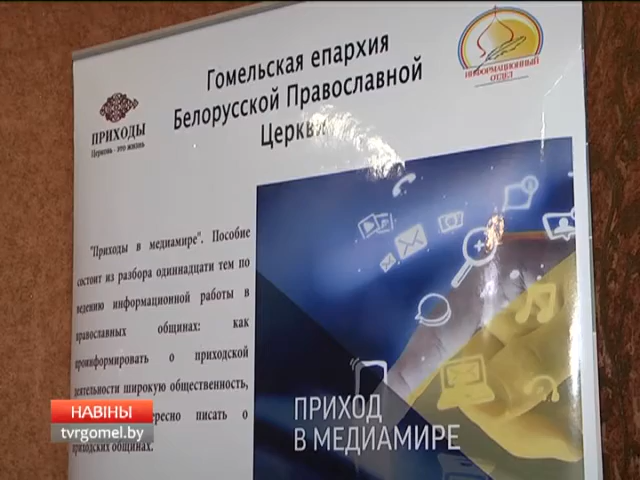 Гомельская епархия
Белорусской Православной
Церкви
ИНФОРМАЦИОННЫЙ
ОТДЕЛ
ПРИХОДЫ
Церковь - это жизнь
"Приходы в медиамире". Пособие
состоит из разбора одиннадцати тем по
ведению информационной работы в
православных общинах: как
проинформировать о приходской
деятельности широкую общественность,
писать о
приходских общинах.
ПРИХОД
В МЕДИАМИРЕ
НАВІНЫ
tvrgomel.by